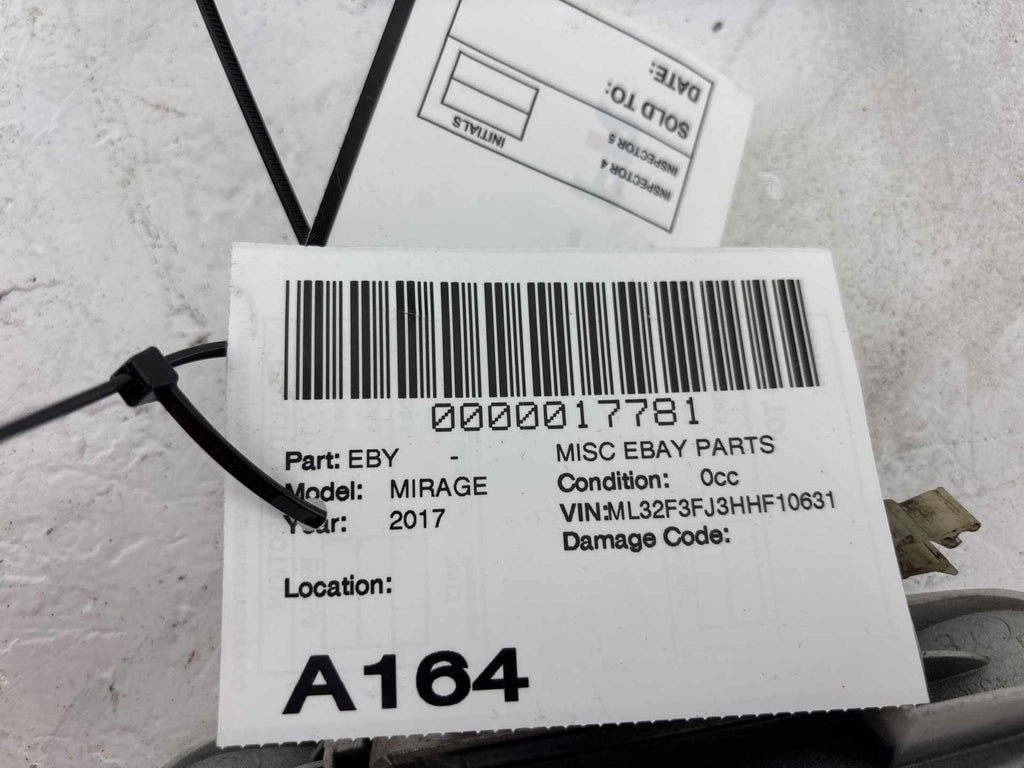 DATE:
SOLD TO:
INSPECTOR 5
INSPECTOR 4
INITIALS
0000017781
Part: EBY - MISC EBAY PARTS
Model: MIRAGE Condition: 0cc
Year: 2017 VIN:ML32F3FJ3HHF10631
Damage Code:
Location:
A164